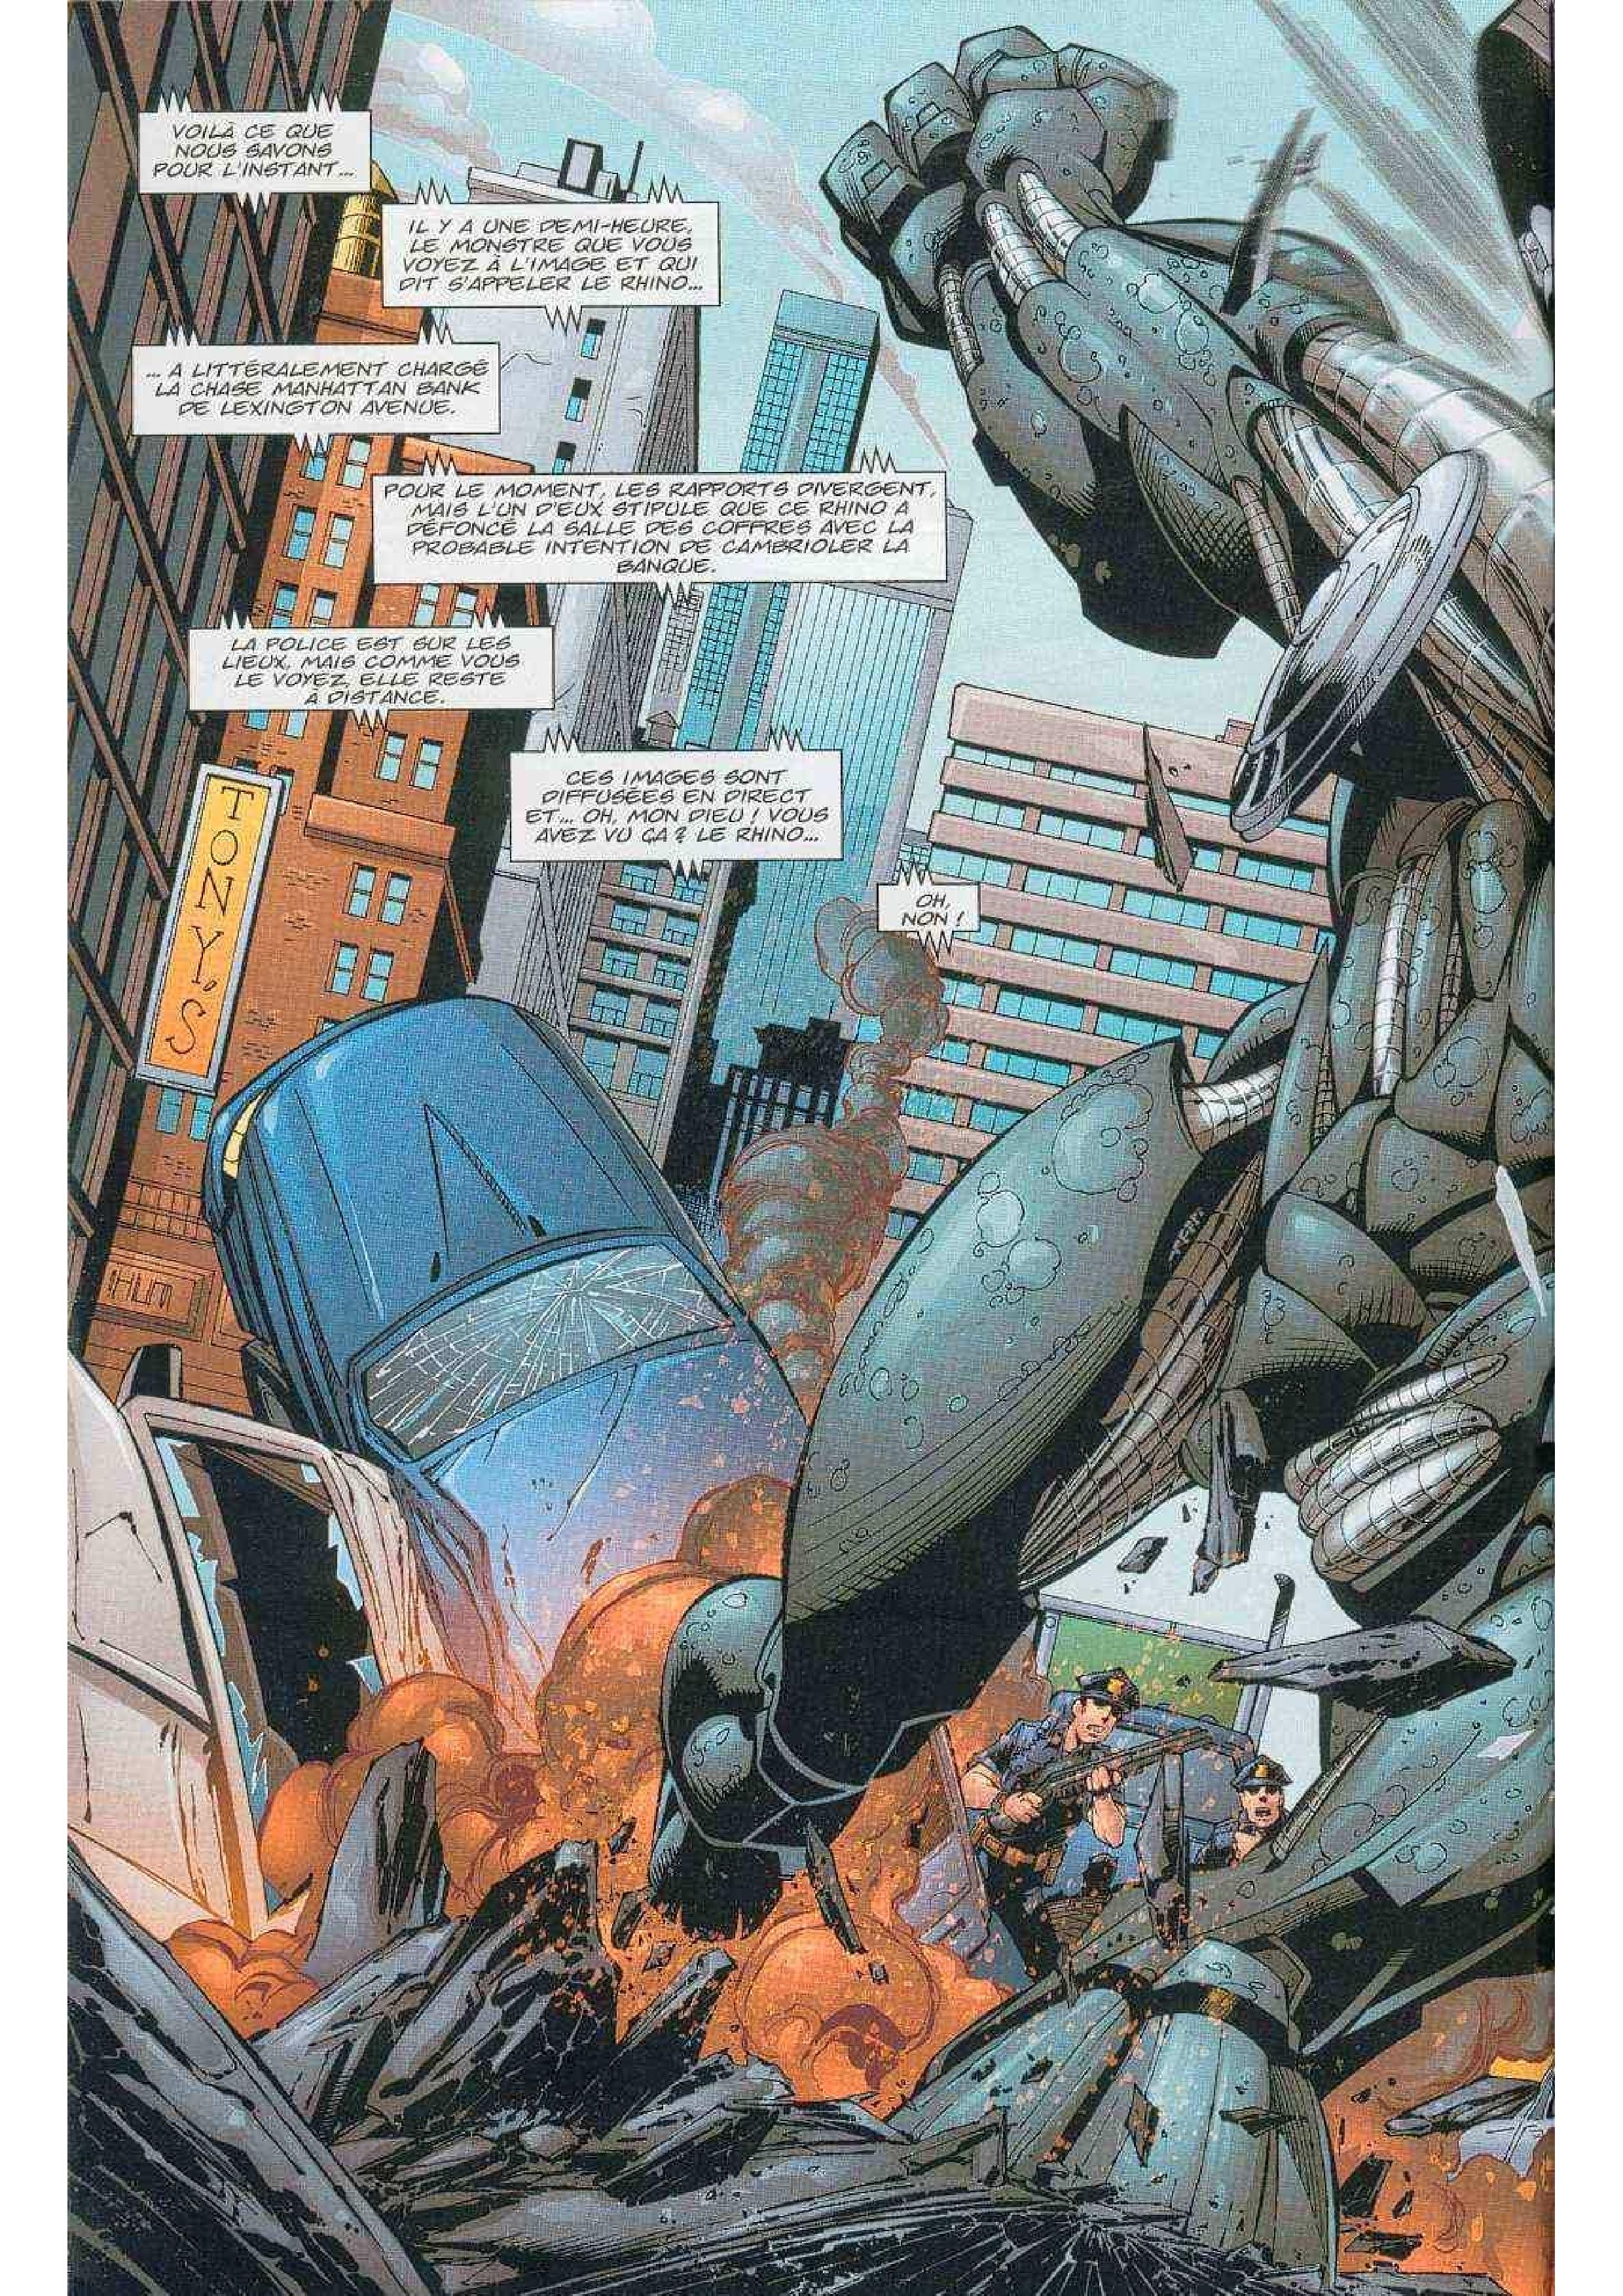 VOILÀ CE QUE
NOUS SAVONS
POUR L'INSTANT...
IL Y A UNE DEMI-HEURE,
LE MONSTRE QUE VOUS
VOYEZ À L'IMAGE ET QUI
DIT S'APPELER LE RHINO...
... A LITTÉRALEMENT CHARGÉ
LA CHASE MANHATTAN BANK
DE LEXINGTON AVENUE.
POUR LE MOMENT, LES RAPPORTS DIVERGENT,
MAIS L'UN D'EUX STIPULE QUE CE RHINO A
DÉFONCÉ LA SALLE DES COFFRES AVEC LA
PROBABLE INTENTION DE CAMBRIOLER LA
BANQUE.
LA POLICE EST SUR LES
LIEUX, MAIS COMME VOUS
LE VOYEZ, ELLE RESTE
À DISTANCE.
CES IMAGES SONT
DIFFUSÉES EN DIRECT
ET... OH, MON DIEU ! VOUS
AVEZ VU ÇA ? LE RHINO...
OH,
NON !
TONY'S